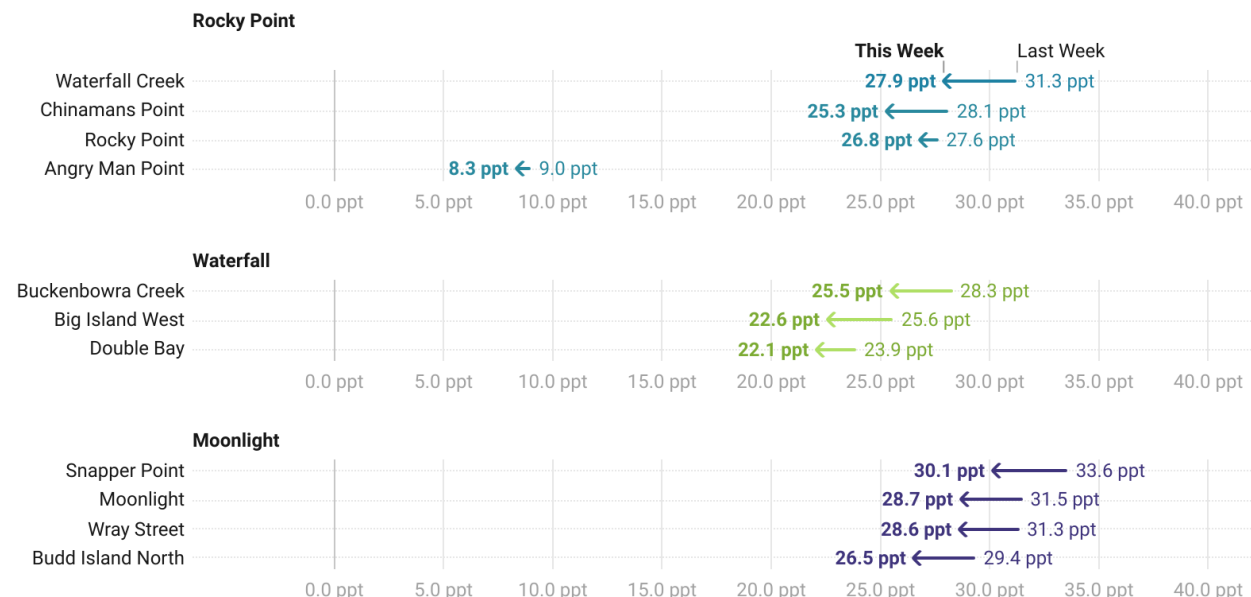 Rocky Point
This Week Last Week
Waterfall Creek 27.9 ppt 31.3 ppt
Chinamans Point 25.3 ppt 28.1 ppt
Rocky Point 26.8 ppt 27.6 ppt
Angry Man Point 8.3 ppt 9.0 ppt
0.0 ppt 5.0 ppt 10.0 ppt 15.0 ppt 20.0 ppt 25.0 ppt 30.0 ppt 35.0 ppt 40.0 ppt
Waterfall
Buckenbowra Creek 25.5 ppt 28.3 ppt
Big Island West 22.6 ppt 25.6 ppt
Double Bay 22.1 ppt 23.9 ppt
0.0 ppt 5.0 ppt 10.0 ppt 15.0 ppt 20.0 ppt 25.0 ppt 30.0 ppt 35.0 ppt 40.0 ppt
Moonlight
Snapper Point 30.1 ppt 33.6 ppt
Moonlight 28.7 ppt 31.5 ppt
Wray Street 28.6 ppt 31.3 ppt
Budd Island North 26.5 ppt 29.4 ppt
0.0 ppt 5.0 ppt 10.0 ppt 15.0 ppt 20.0 ppt 25.0 ppt 30.0 ppt 35.0 ppt 40.0 ppt